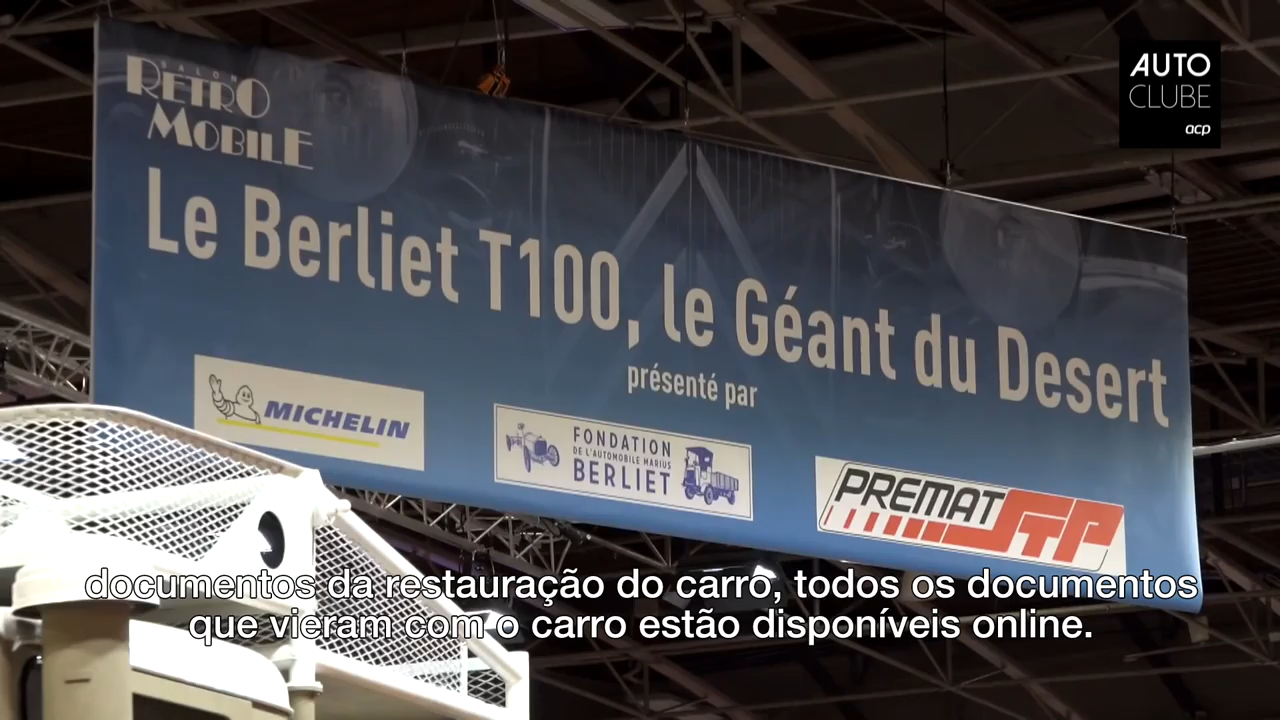 SALON
RETRO
MOBILE
Le Berliet T100, le Géant du Desert
présenté par
MICHELIN
FONDATION
DE L'AUTOMOBILE MARIUS
BERLIET
PREMAT
STP
AUTO
CLUBE
acp
documentos da restauração do carro, todos os documentos
que vieram com o carro estão disponíveis online.